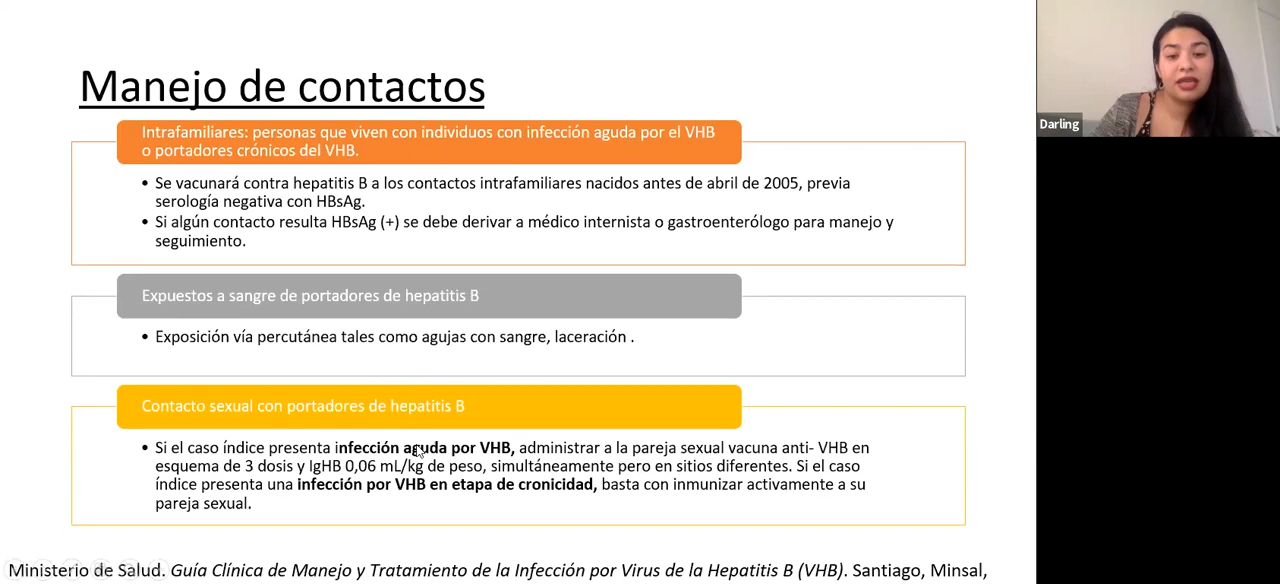 Manejo de contactos
Intrafamiliares: personas que viven con individuos con infección aguda por el VHB
o portadores crónicos del VHB.
• Se vacunará contra hepatitis B a los contactos intrafamiliares nacidos antes de abril de 2005, previa
serología negativa con HBsAg.
• Si algún contacto resulta HBsAg (+) se debe derivar a médico internista o gastroenterólogo para manejo y
seguimiento.
Expuestos a sangre de portadores de hepatitis B
• Exposición vía percutánea tales como agujas con sangre, laceración .
Contacto sexual con portadores de hepatitis B
• Si el caso índice presenta infección aguda por VHB, administrar a la pareja sexual vacuna anti- VHB en
esquema de 3 dosis y IgHB 0,06 mL/kg de peso, simultáneamente pero en sitios diferentes. Si el caso
índice presenta una infección por VHB en etapa de cronicidad, basta con inmunizar activamente a su
pareja sexual.
Ministerio de Salud. Guía Clínica de Manejo y Tratamiento de la Infección por Virus de la Hepatitis B (VHB). Santiago, Minsal,
Darling